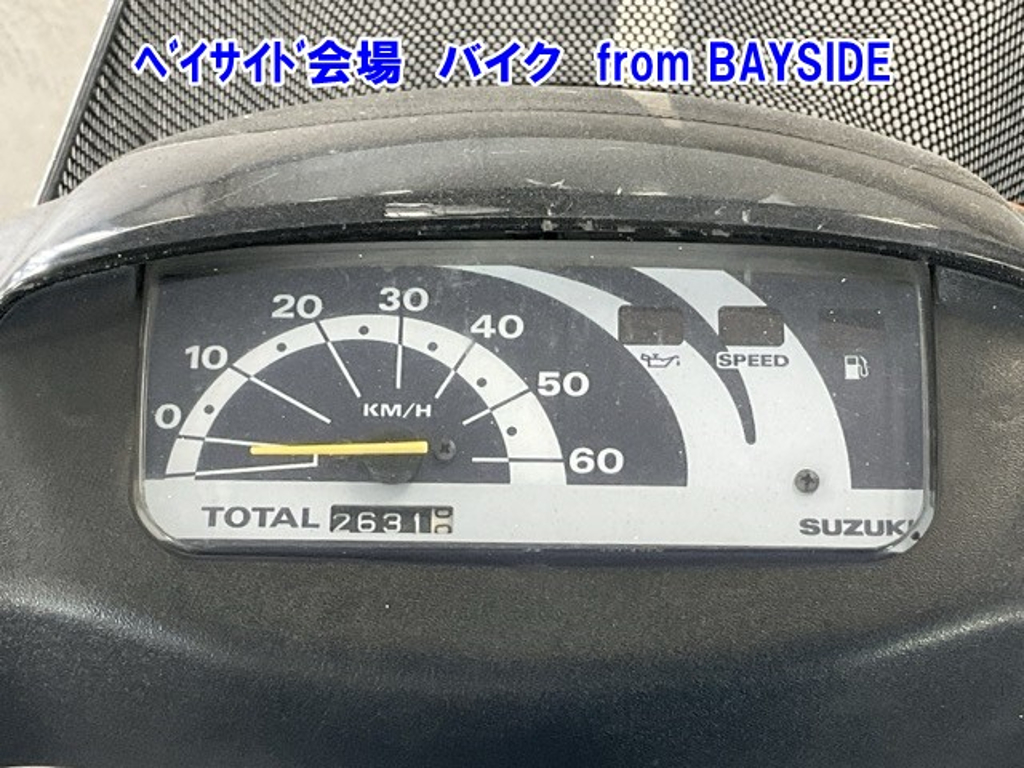 ﾍﾞｲｻｲﾄﾞ会場 バイク from BAYSIDE
0 10 20 30 40 50 60
KM/H
SPEED
TOTAL 2631
SUZUKI